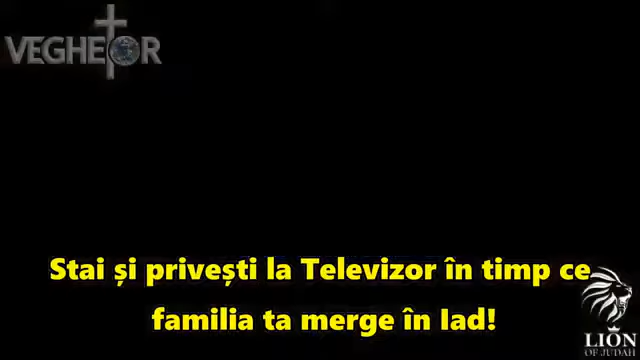 VEGHETOR
Stai și privești la Televizor în timp ce
familia ta merge în Iad!
LION
OF JUDAH